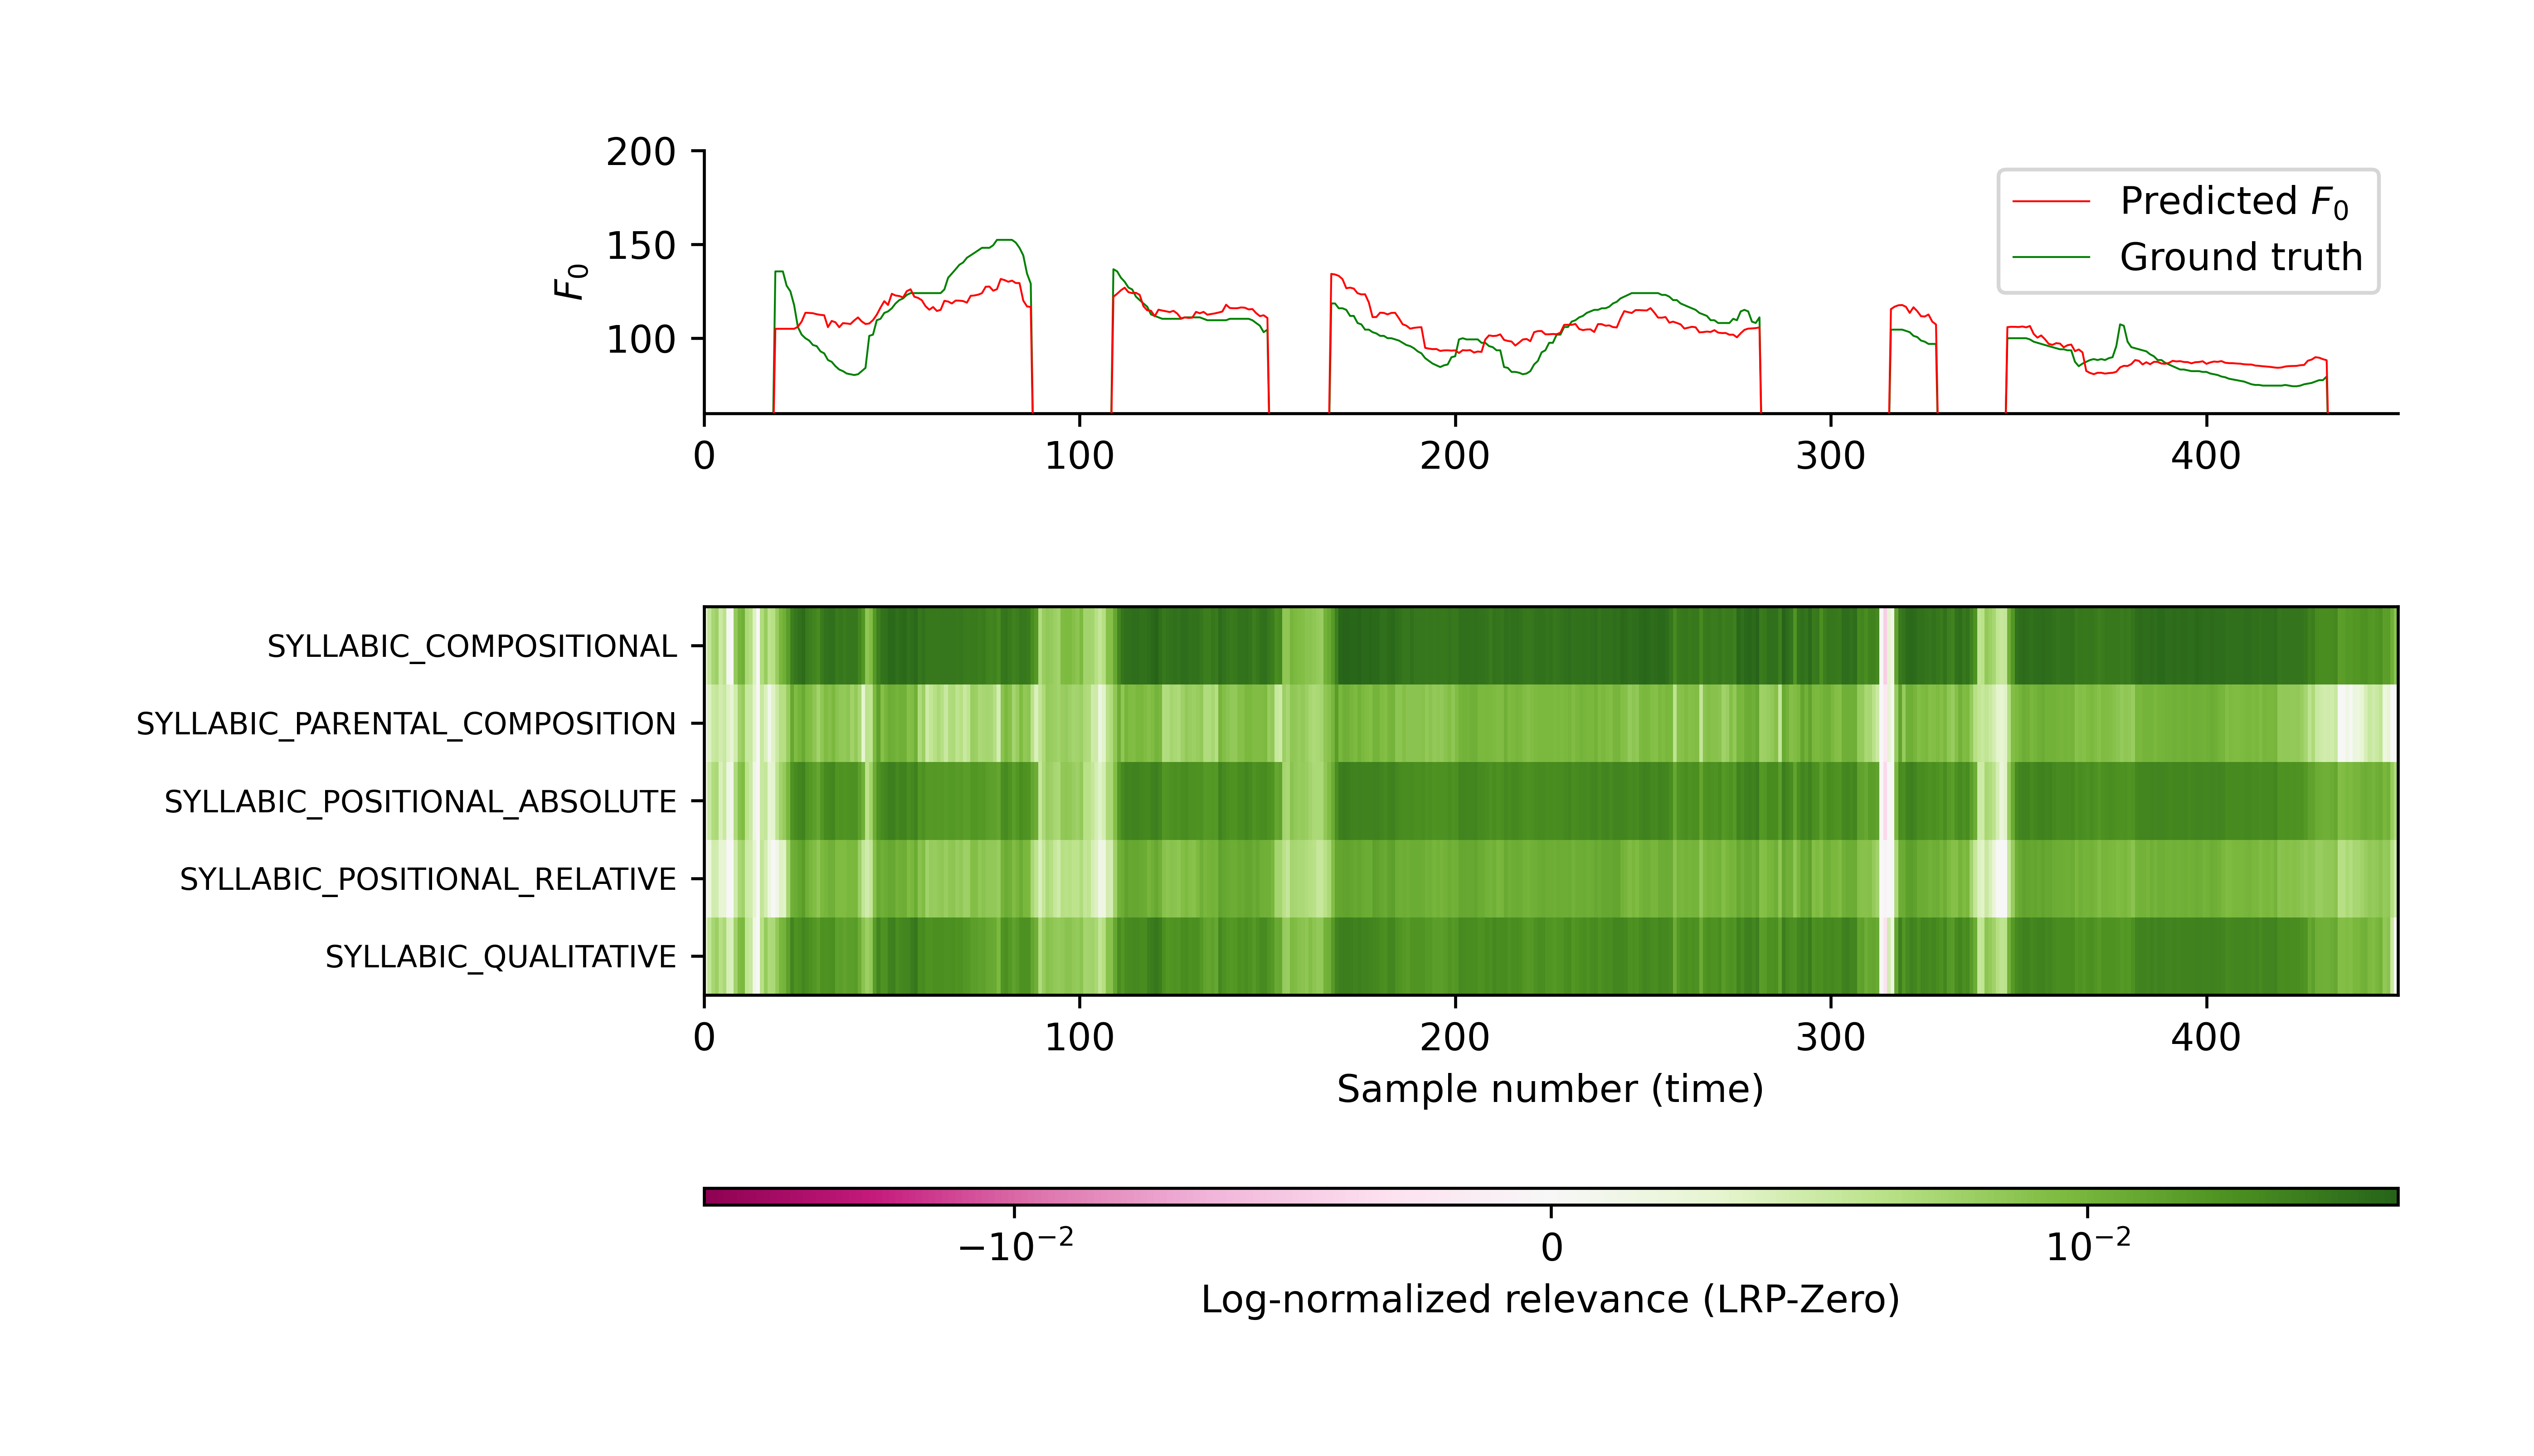 200
150
100
F₀
Predicted F₀
Ground truth
0 100 200 300 400
SYLLABIC_COMPOSITIONAL
SYLLABIC_PARENTAL_COMPOSITION
SYLLABIC_POSITIONAL_ABSOLUTE
SYLLABIC_POSITIONAL_RELATIVE
SYLLABIC_QUALITATIVE
0 100 200 300 400
Sample number (time)
−10⁻² 0 10⁻²
Log-normalized relevance (LRP-Zero)